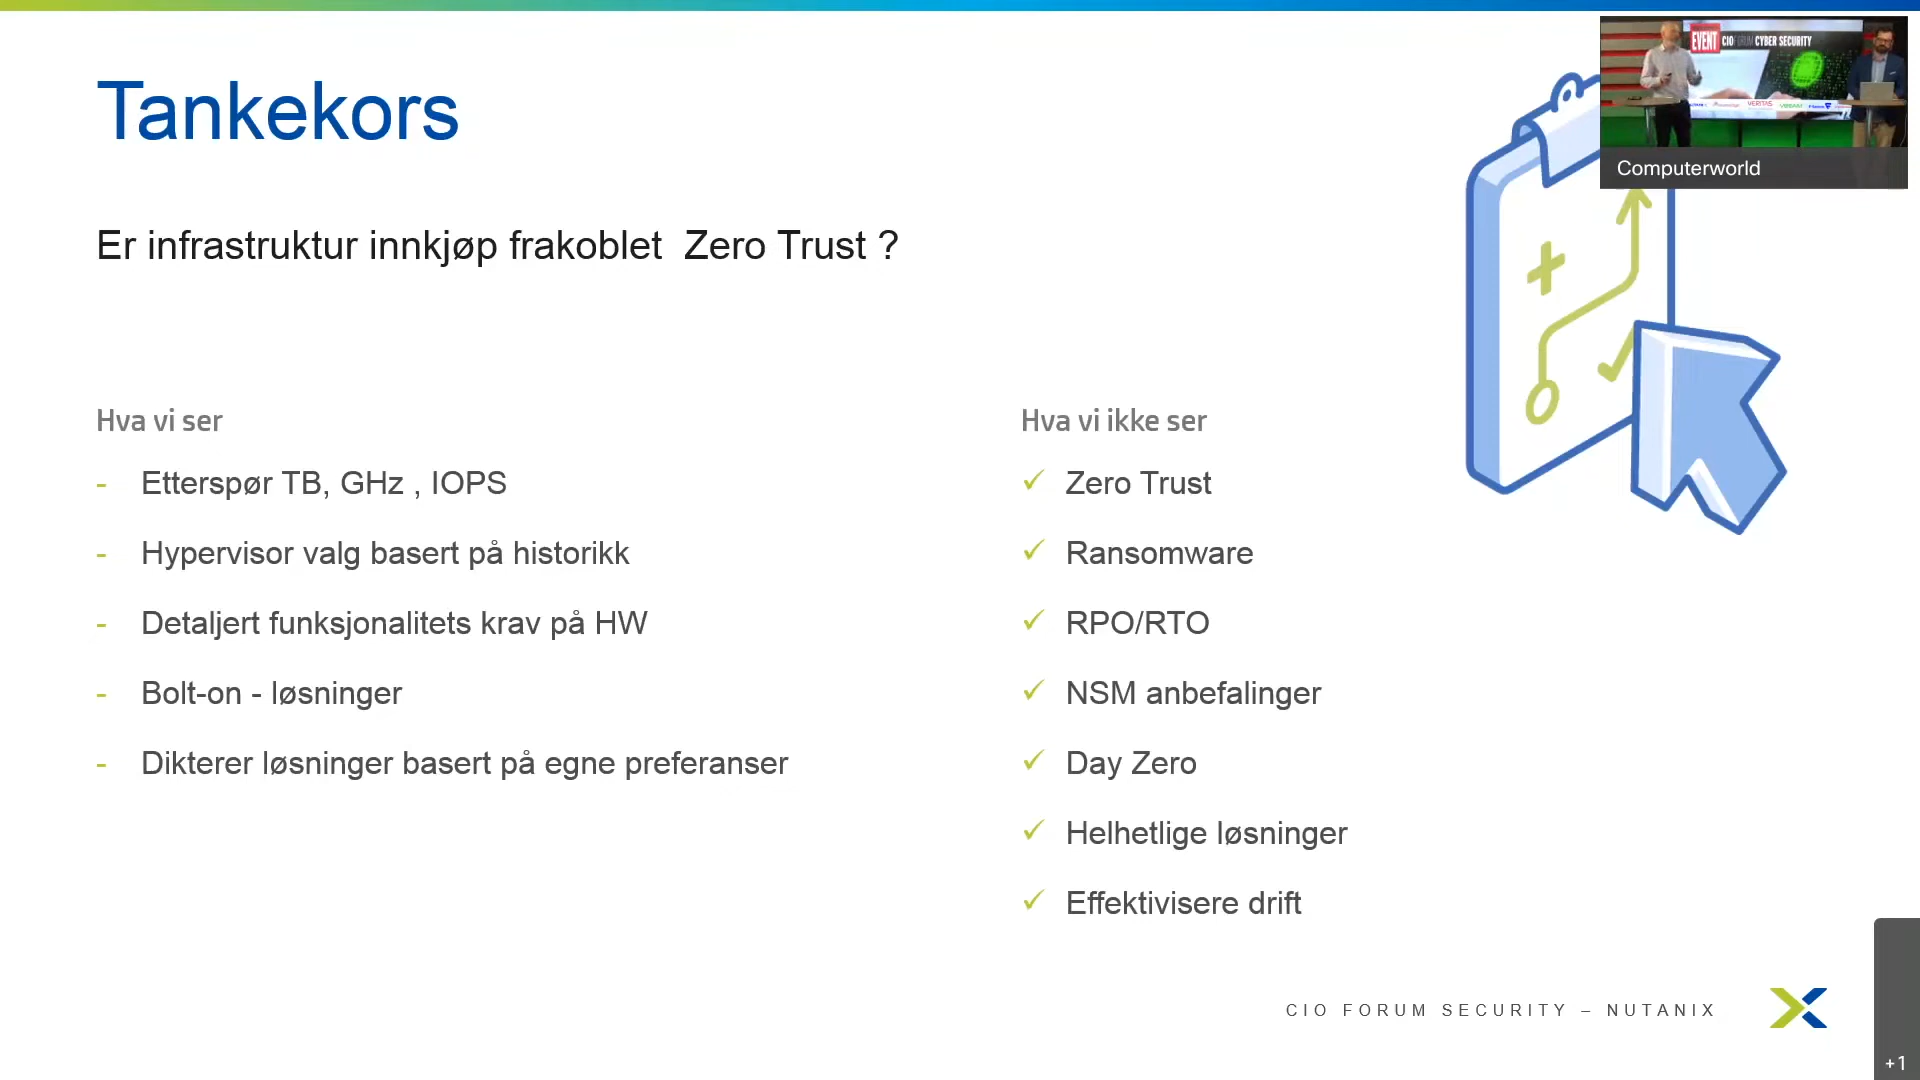 Tankekors
Er infrastruktur innkjøp frakoblet  Zero Trust ?
Hva vi ser
- Etterspør TB, GHz , IOPS
- Hypervisor valg basert på historikk
- Detaljert funksjonalitets krav på HW
- Bolt-on - løsninger
- Dikterer løsninger basert på egne preferanser
Hva vi ikke ser
✓ Zero Trust
✓ Ransomware
✓ RPO/RTO
✓ NSM anbefalinger
✓ Day Zero
✓ Helhetlige løsninger
✓ Effektivisere drift
EVENT CIO FORUM CYBER SECURITY
VERITAS
Computerworld
CIO FORUM SECURITY – NUTANIX
+1